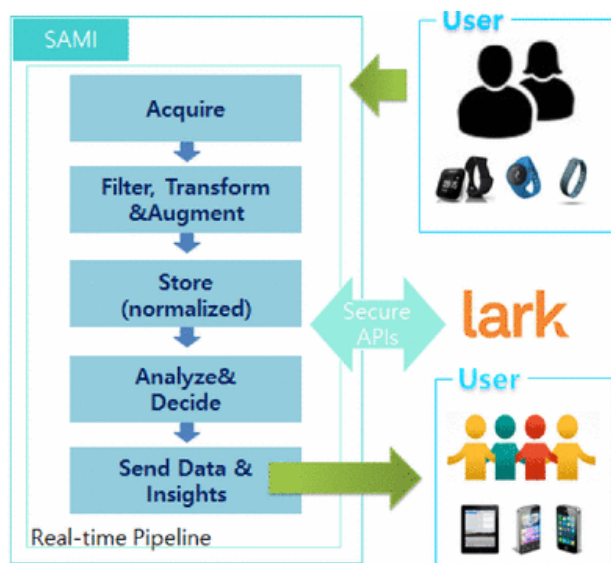 SAMI
Acquire
Filter, Transform
&Augment
Store
(normalized)
Analyze&
Decide
Send Data &
Insights
Real-time Pipeline
User
Secure
APIs
lark
User